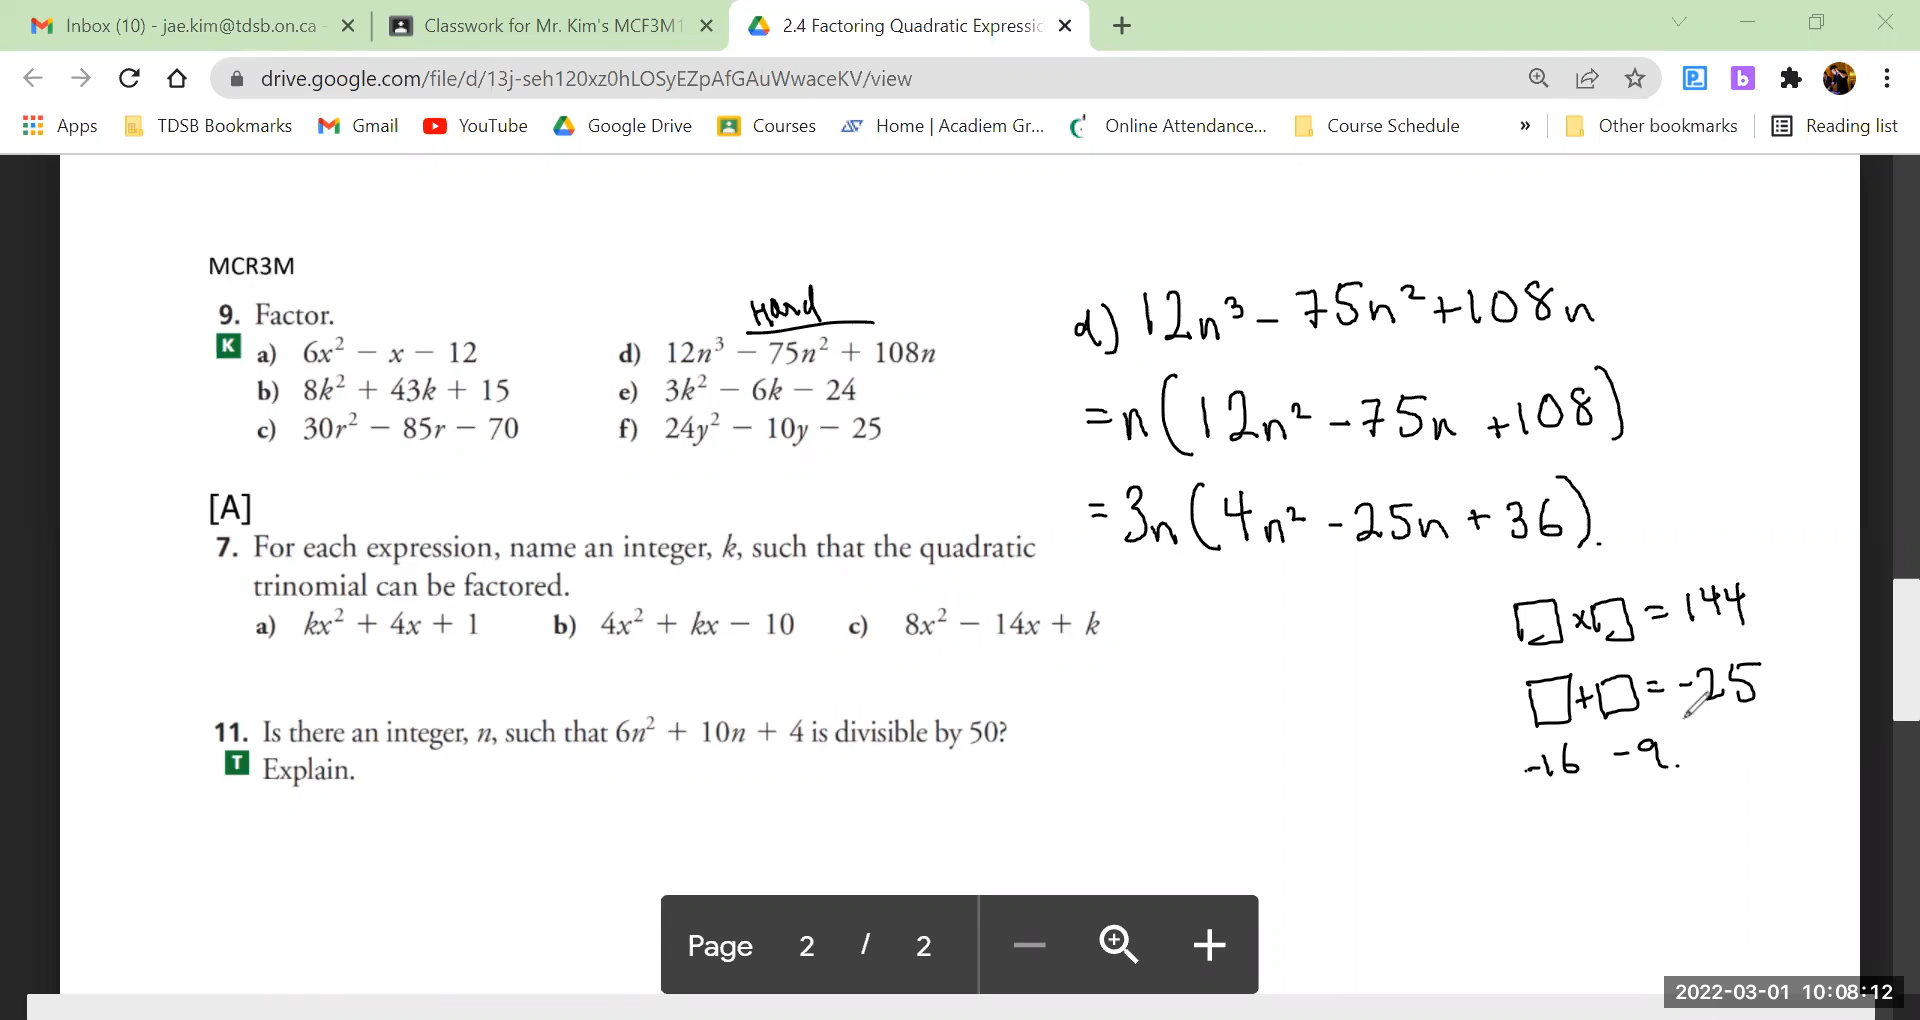 Inbox (10) - jae.kim@tdsb.on.ca -
Classwork for Mr. Kim's MCF3M1
2.4 Factoring Quadratic Expressio
drive.google.com/file/d/13j-seh120xz0hLOSyEZpAfGAuWwaceKV/view
Apps TDSB Bookmarks Gmail YouTube Google Drive Courses Home | Acadiem Gr... Online Attendance... Course Schedule » Other bookmarks Reading list
MCR3M
9. Factor.
Hard
K
a) 6x² − x − 12
d) 12n³ − 75n² + 108n
b) 8k² + 43k + 15
e) 3k² − 6k − 24
c) 30r² − 85r − 70
f) 24y² − 10y − 25
[A]
7. For each expression, name an integer, k, such that the quadratic
trinomial can be factored.
a) kx² + 4x + 1 b) 4x² + kx − 10 c) 8x² − 14x + k
11. Is there an integer, n, such that 6n² + 10n + 4 is divisible by 50?
T Explain.
d) 12n³ - 75n² + 108n
= n(12n² - 75n + 108)
= 3n(4n² - 25n + 36).
□ x □ = 144
□ + □ = -25
-16 -9.
Page 2 / 2
2022-03-01 10:08:12